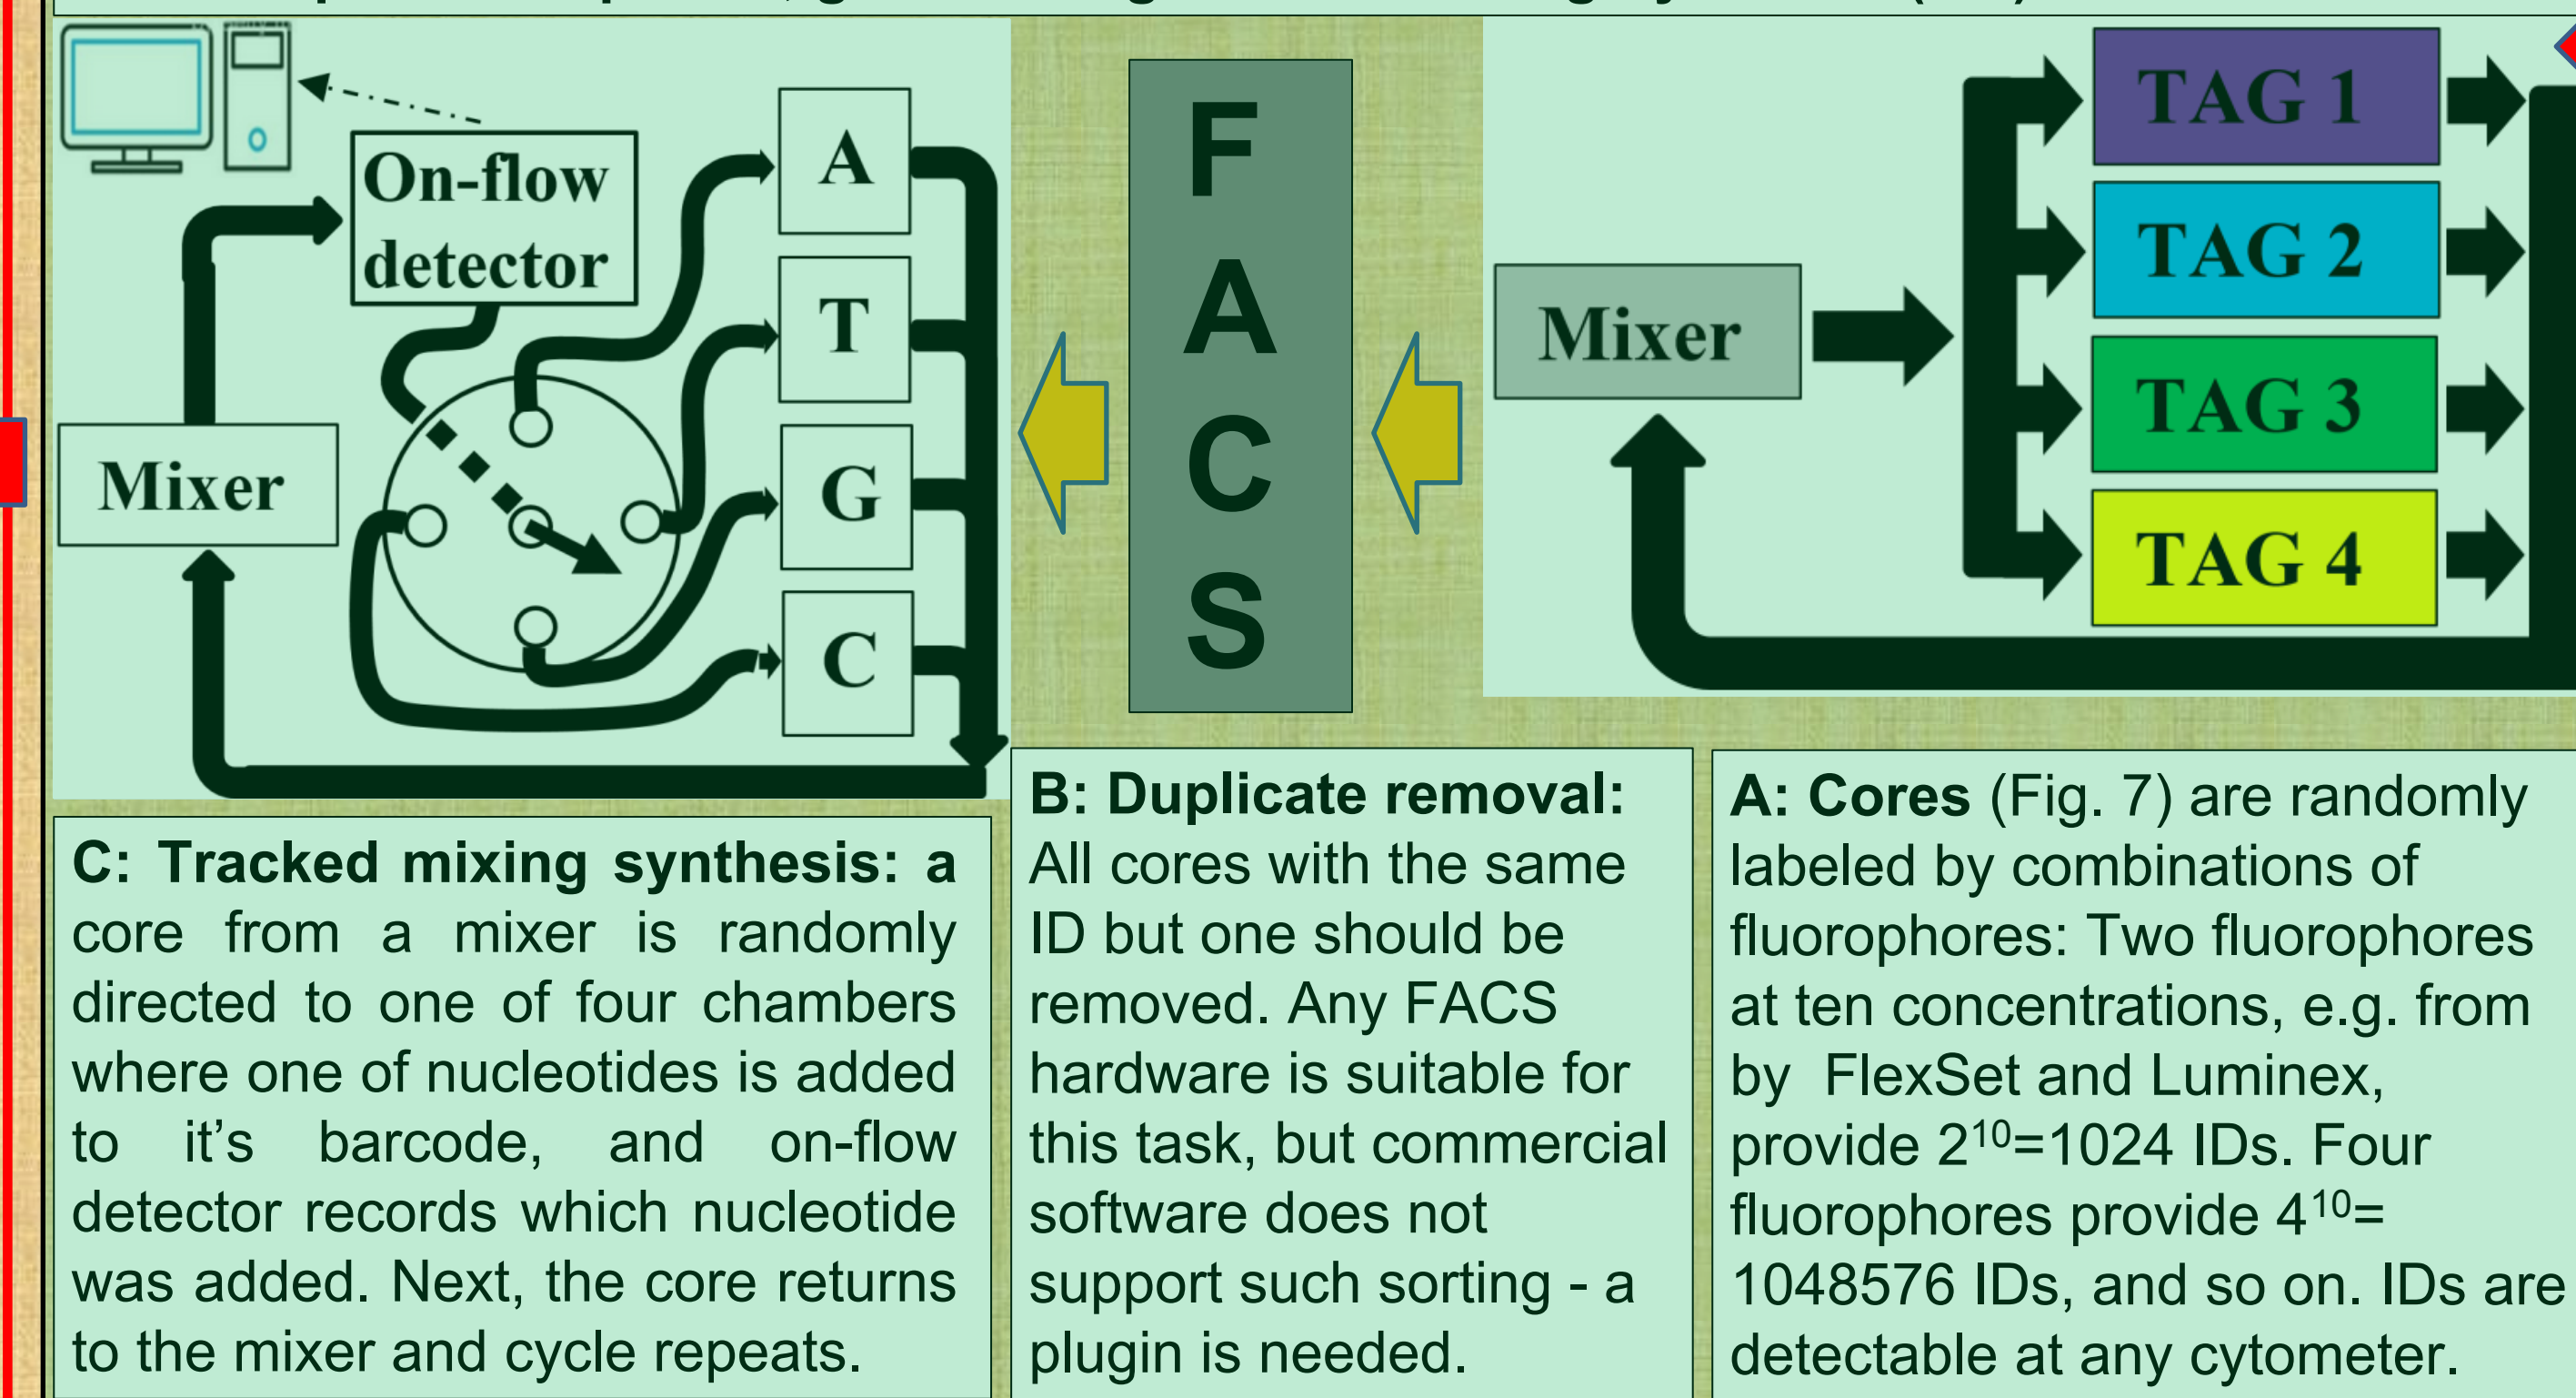 On-flow
detector
Mixer
A
T
G
C
F
A
C
S
Mixer
TAG 1
TAG 2
TAG 3
TAG 4
C: Tracked mixing synthesis: a
core from a mixer is randomly
directed to one of four chambers
where one of nucleotides is added
to it’s barcode, and on-flow
detector records which nucleotide
was added. Next, the core returns
to the mixer and cycle repeats.
B: Duplicate removal:
All cores with the same
ID but one should be
removed. Any FACS
hardware is suitable for
this task, but commercial
software does not
support such sorting - a
plugin is needed.
A: Cores (Fig. 7) are randomly
labeled by combinations of
fluorophores: Two fluorophores
at ten concentrations, e.g. from
by FlexSet and Luminex,
provide 2¹⁰=1024 IDs. Four
fluorophores provide 4¹⁰=
1048576 IDs, and so on. IDs are
detectable at any cytometer.